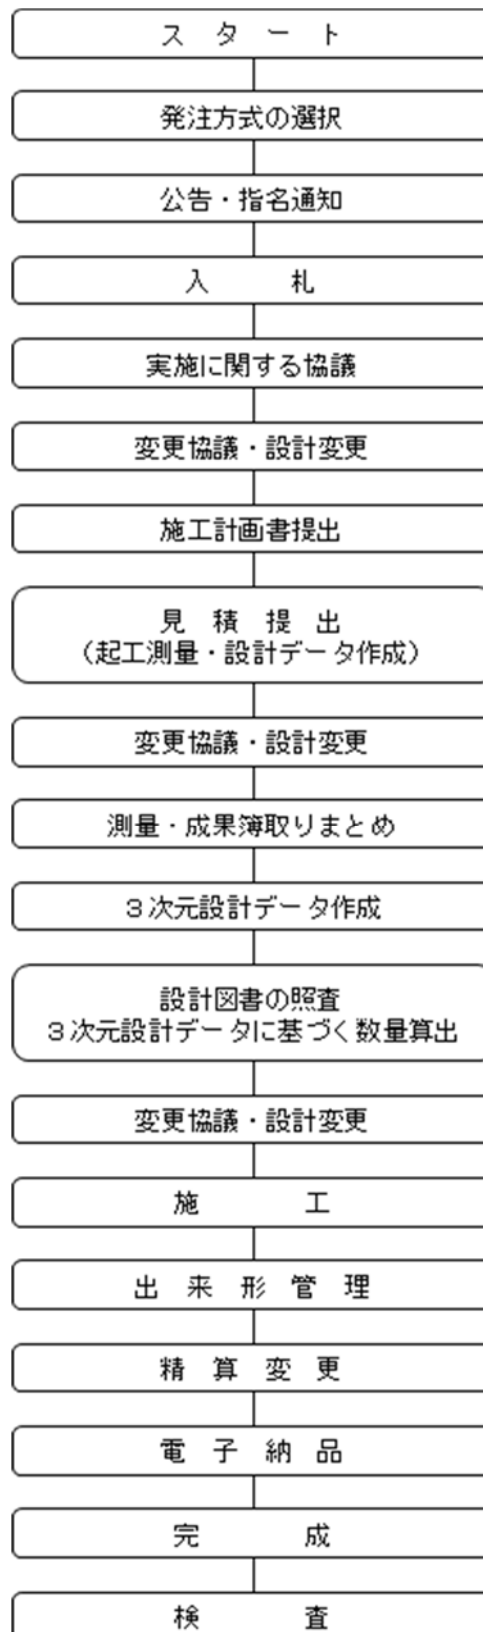 スタート
発注方式の選択
公告・指名通知
入札
実施に関する協議
変更協議・設計変更
施工計画書提出
見積提出
（起工測量・設計データ作成）
変更協議・設計変更
測量・成果簿取りまとめ
３次元設計データ作成
設計図書の照査
３次元設計データに基づく数量算出
変更協議・設計変更
施工
出来形管理
精算変更
電子納品
完成
検査